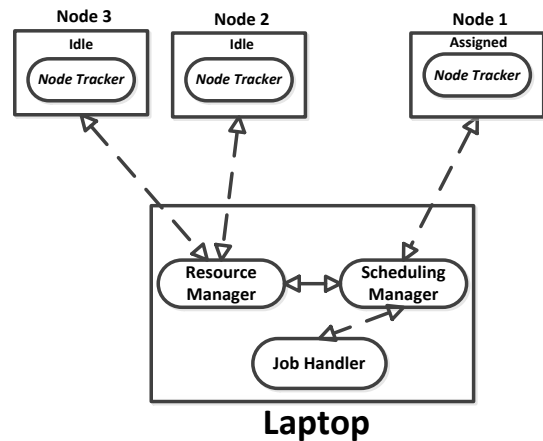 Node 3
Node 2
Node 1
Idle
Idle
Assigned
Node Tracker
Node Tracker
Node Tracker
Resource
Manager
Scheduling
Manager
Job Handler
Laptop